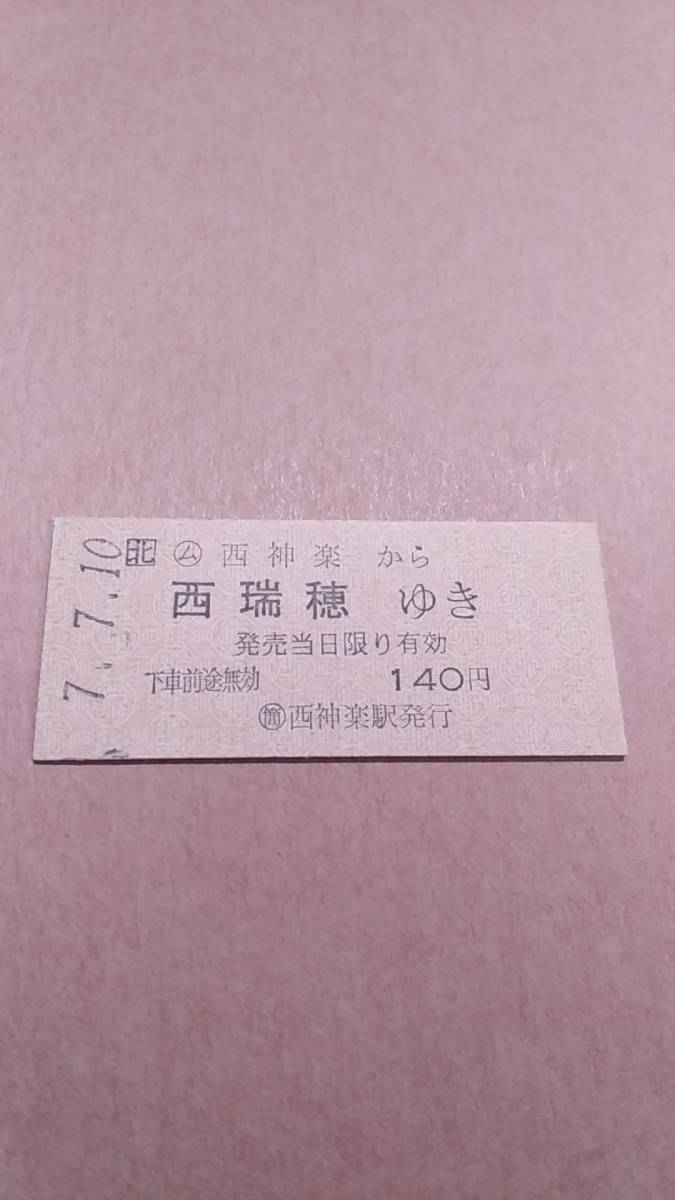 7.7.10
北 ㋰ 西神楽 から
西瑞穂 ゆき
発売当日限り有効
下車前途無効 140円
簡西神楽駅発行